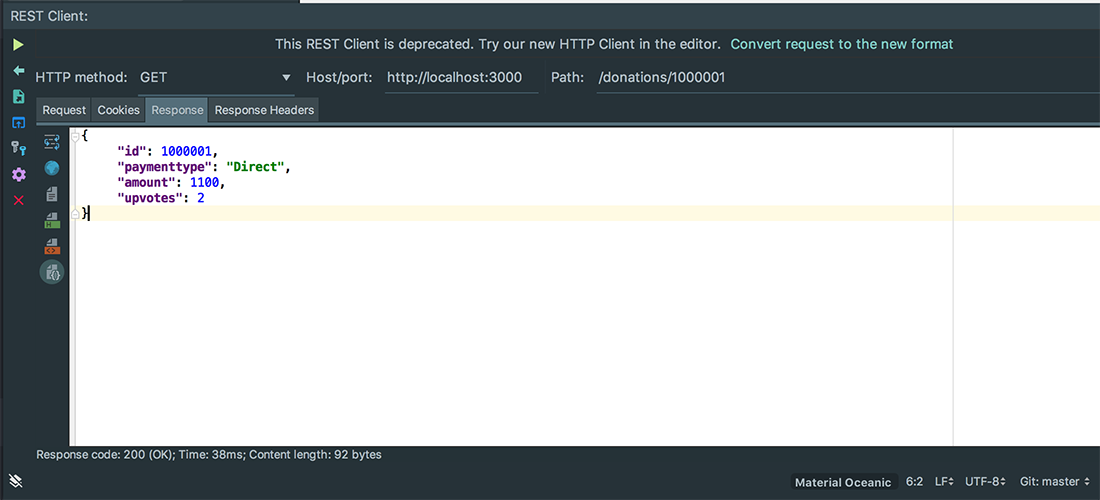 REST Client:
This REST Client is deprecated. Try our new HTTP Client in the editor. Convert request to the new format
HTTP method: GET Host/port: http://localhost:3000 Path: /donations/1000001
Request Cookies Response Response Headers
{
"id": 1000001,
"paymenttype": "Direct",
"amount": 1100,
"upvotes": 2
}
Response code: 200 (OK); Time: 38ms; Content length: 92 bytes
Material Oceanic 6:2 LF UTF-8 Git: master